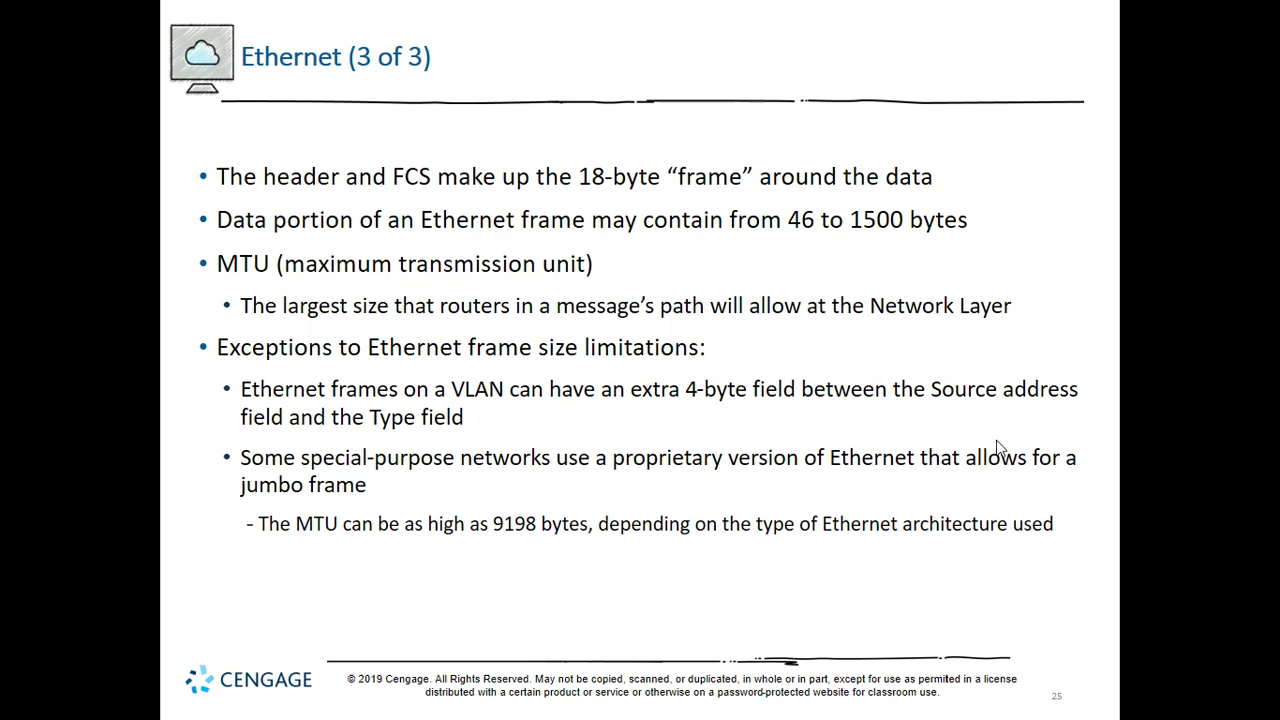 Ethernet (3 of 3)
• The header and FCS make up the 18-byte “frame” around the data
• Data portion of an Ethernet frame may contain from 46 to 1500 bytes
• MTU (maximum transmission unit)
• The largest size that routers in a message’s path will allow at the Network Layer
• Exceptions to Ethernet frame size limitations:
• Ethernet frames on a VLAN can have an extra 4-byte field between the Source address
field and the Type field
• Some special-purpose networks use a proprietary version of Ethernet that allows for a
jumbo frame
- The MTU can be as high as 9198 bytes, depending on the type of Ethernet architecture used
CENGAGE
© 2019 Cengage. All Rights Reserved. May not be copied, scanned, or duplicated, in whole or in part, except for use as permitted in a license
distributed with a certain product or service or otherwise on a password-protected website for classroom use.
25